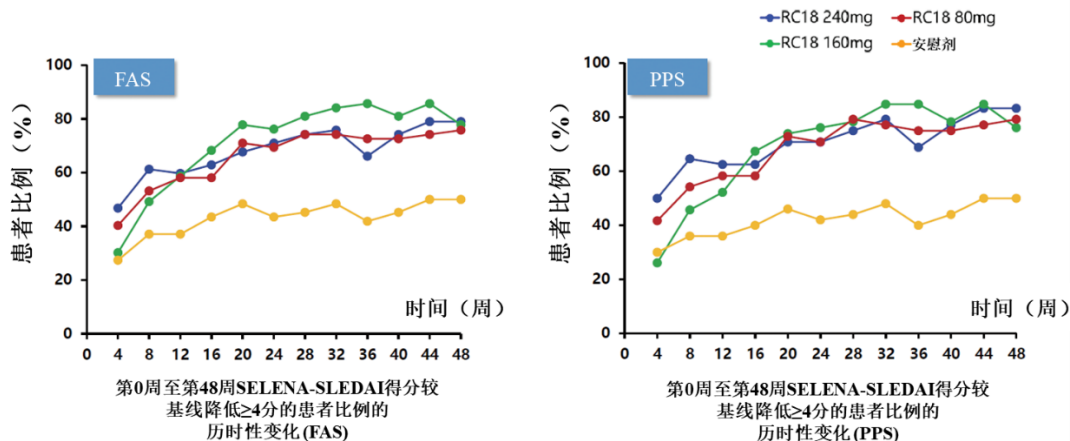 RC18 240mg
RC18 80mg
RC18 160mg
安慰剂
FAS
患者比例（%）
100
80
60
40
20
0
0 4 8 12 16 20 24 28 32 36 40 44 48
时间（周）
第0周至第48周SELENA-SLEDAI得分较
基线降低≥4分的患者比例的
历时性变化(FAS)
PPS
患者比例（%）
100
80
60
40
20
0
0 4 8 12 16 20 24 28 32 36 40 44 48
时间（周）
第0周至第48周SELENA-SLEDAI得分较
基线降低≥4分的患者比例的
历时性变化(PPS)